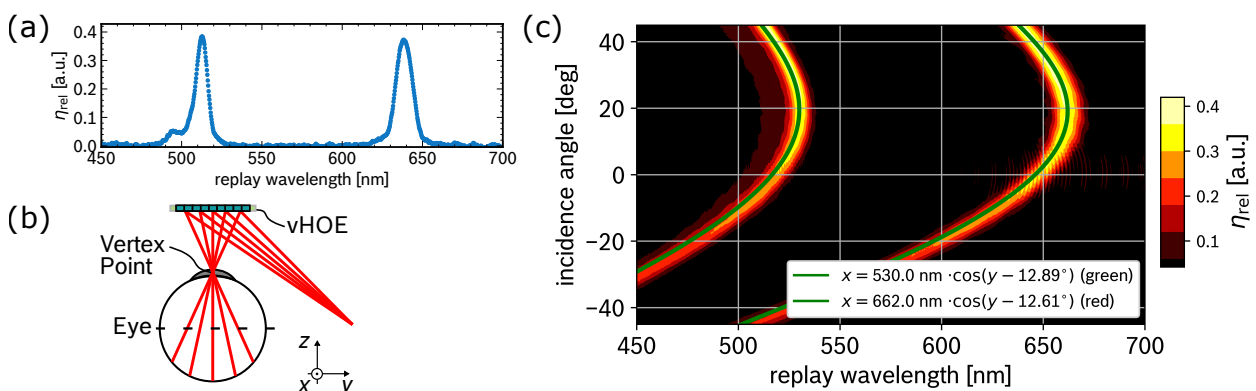 (a)
0.4
0.3
0.2
0.1
0.0
ηrel [a.u.]
450 500 550 600 650 700
replay wavelength [nm]
(b)
vHOE
Vertex
Point
Eye
z
x y
(c)
incidence angle [deg]
40
20
0
−20
−40
x = 530.0 nm ·cos(y − 12.89°) (green)
x = 662.0 nm ·cos(y − 12.61°) (red)
450 500 550 600 650 700
replay wavelength [nm]
0.4
0.3
0.2
0.1
ηrel [a.u.]